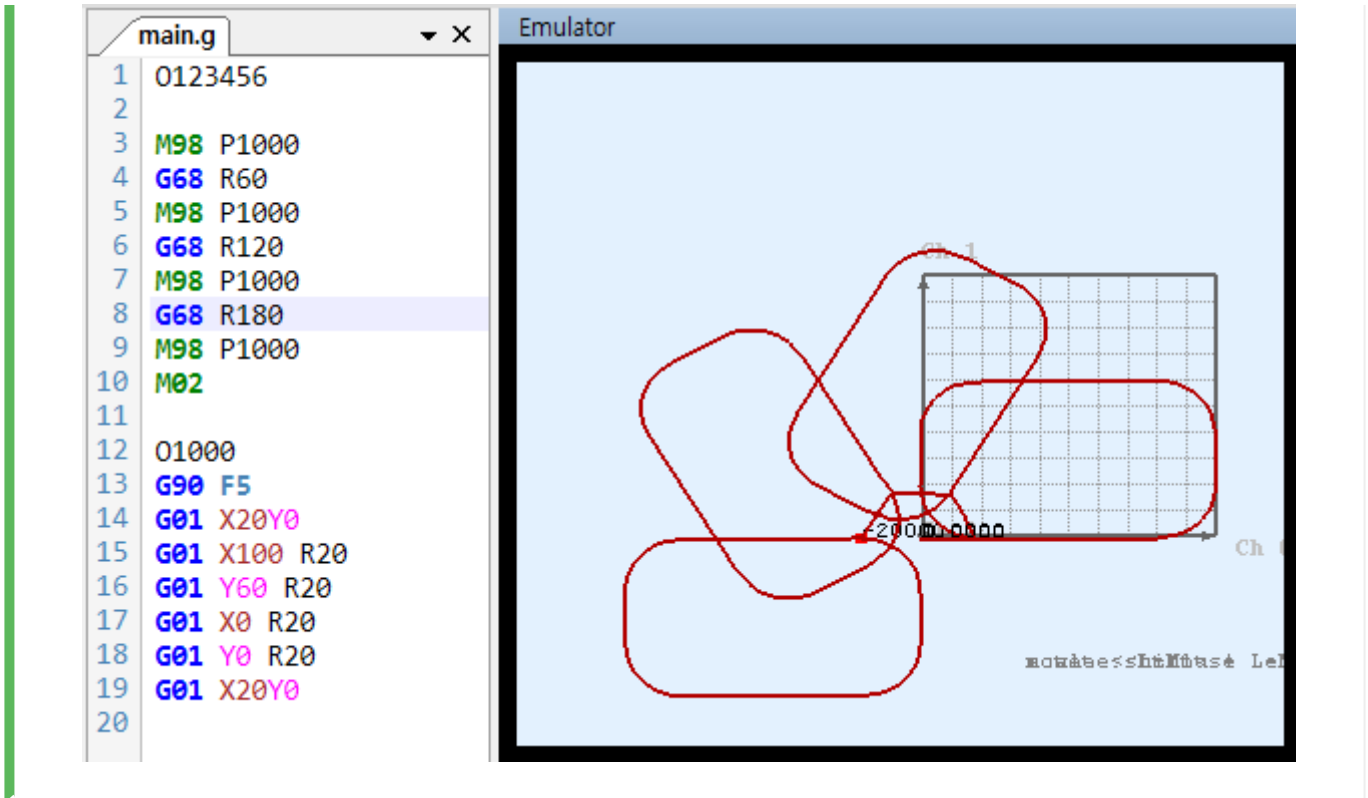 main.g
Emulator
1 O123456
2
3 M98 P1000
4 G68 R60
5 M98 P1000
6 G68 R120
7 M98 P1000
8 G68 R180
9 M98 P1000
10 M02
11
12 O1000
13 G90 F5
14 G01 X20Y0
15 G01 X100 R20
16 G01 Y60 R20
17 G01 X0 R20
18 G01 Y0 R20
19 G01 X20Y0
20
Ch 1
Ch